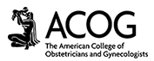 ACOG
The American College of
Obstetricians and Gynecologists